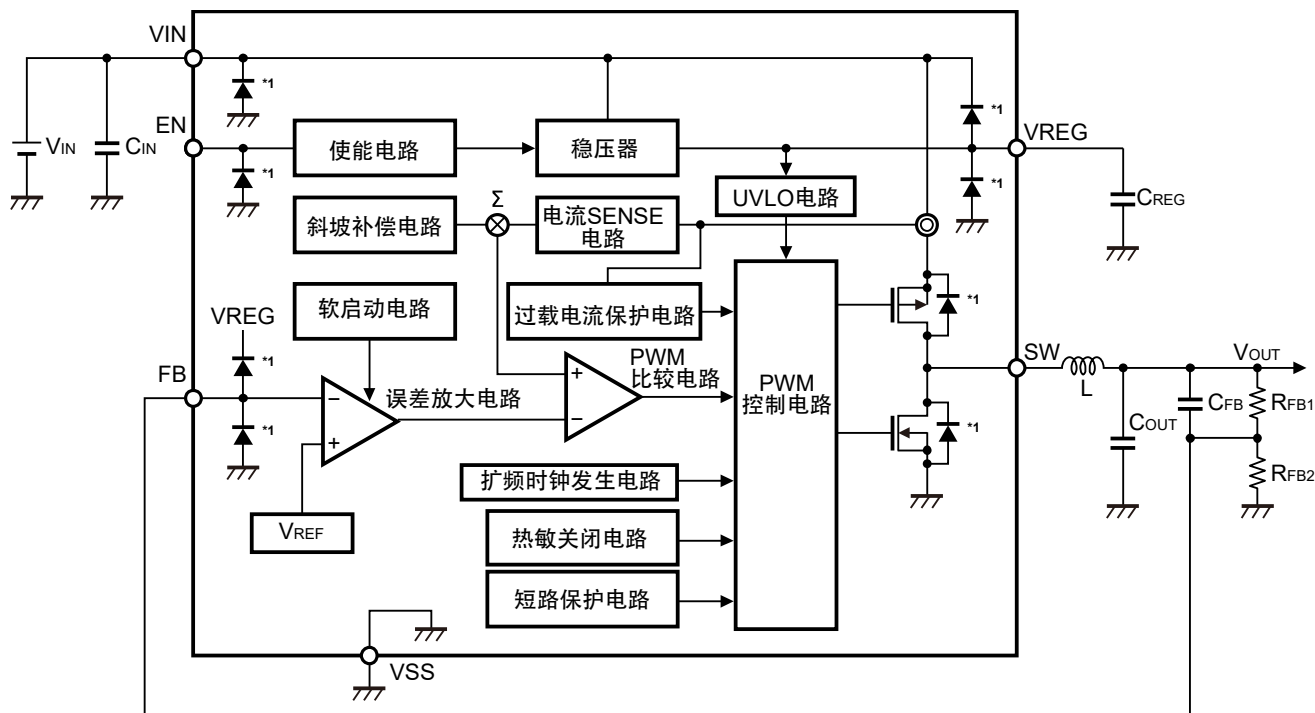 VIN
*1
*1
EN
VREG
VIN
CIN
使能电路
稳压器
*1
*1
UVLO电路
CREG
Σ
斜坡补偿电路
电流SENSE
电路
软启动电路
过载电流保护电路
*1
VREG
*1
FB
PWM
比较电路
PWM
控制电路
SW
VOUT
L
误差放大电路
−
+
+
−
*1
*1
COUT
CFB
RFB1
RFB2
扩频时钟发生电路
VREF
热敏关闭电路
短路保护电路
VSS